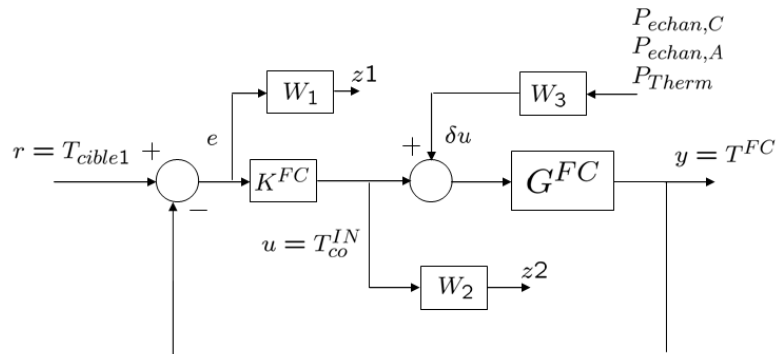 P_{echan,C}
P_{echan,A}
P_{Therm}
W_1
z1
W_3
r = T_{cible1}
+
e
+
δu
y = T^{FC}
K^{FC}
G^{FC}
−
u = T_{co}^{IN}
W_2
z2